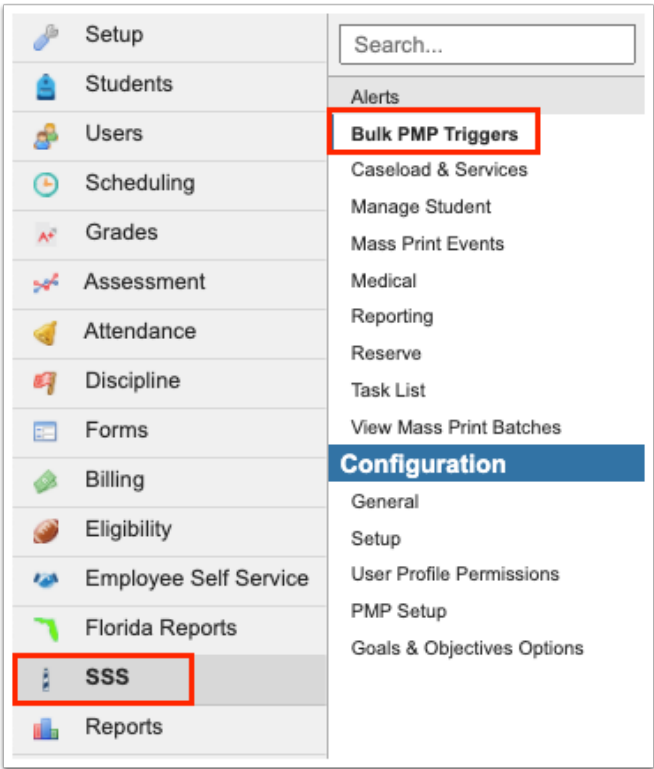 Setup
Students
Users
Scheduling
Grades
Assessment
Attendance
Discipline
Forms
Billing
Eligibility
Employee Self Service
Florida Reports
SSS
Reports
Search...
Alerts
Bulk PMP Triggers
Caseload & Services
Manage Student
Mass Print Events
Medical
Reporting
Reserve
Task List
View Mass Print Batches
Configuration
General
Setup
User Profile Permissions
PMP Setup
Goals & Objectives Options